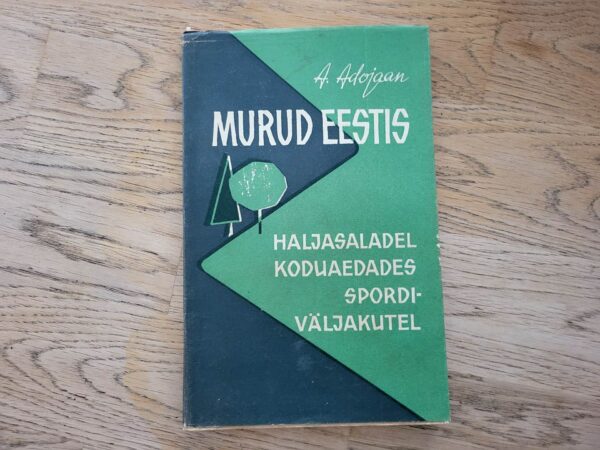 A. Adojaan
MURUD EESTIS
HALJASALADEL
KODUAEDADES
SPORDI-
VÄLJAKUTEL